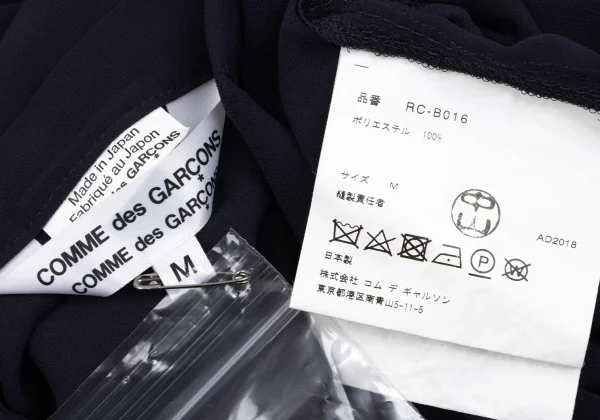 Made in Japan
Fabriqué au Japon
GARÇONS
COMME des GARÇONS
COMME des GARÇONS
M
品番 RC-B016
ポリエステル 100%
サイズ M
縫製責任者
AD2018
P
日本製
株式会社 コム デ ギャルソン
東京都港区南青山5-11-5